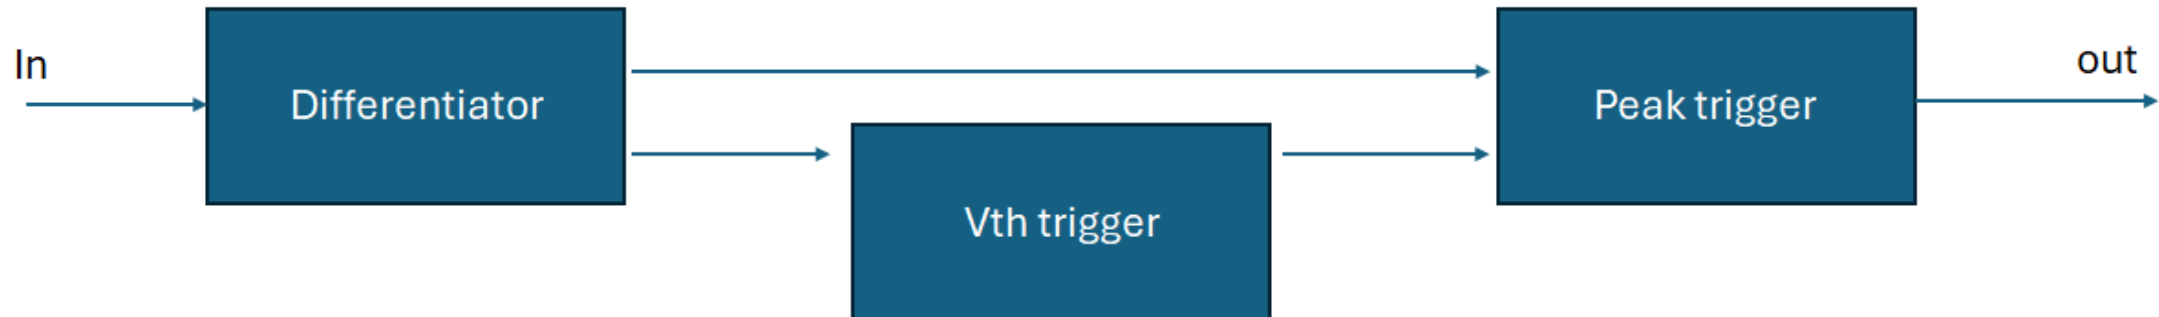 In
Differentiator
Vth trigger
Peak trigger
out